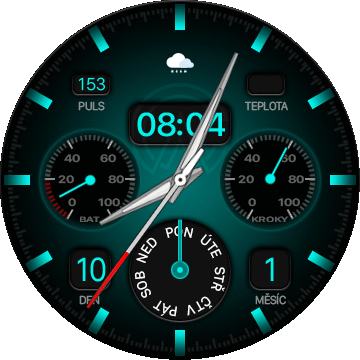 153
PULS
TEPLOTA
08:04
40 60
20 80
0 100
BAT
40 60
20 80
0 100
KROKY
PON ÚTE STŘ ČTV PÁT SOB NED
10
DEN
1
MĚSÍC